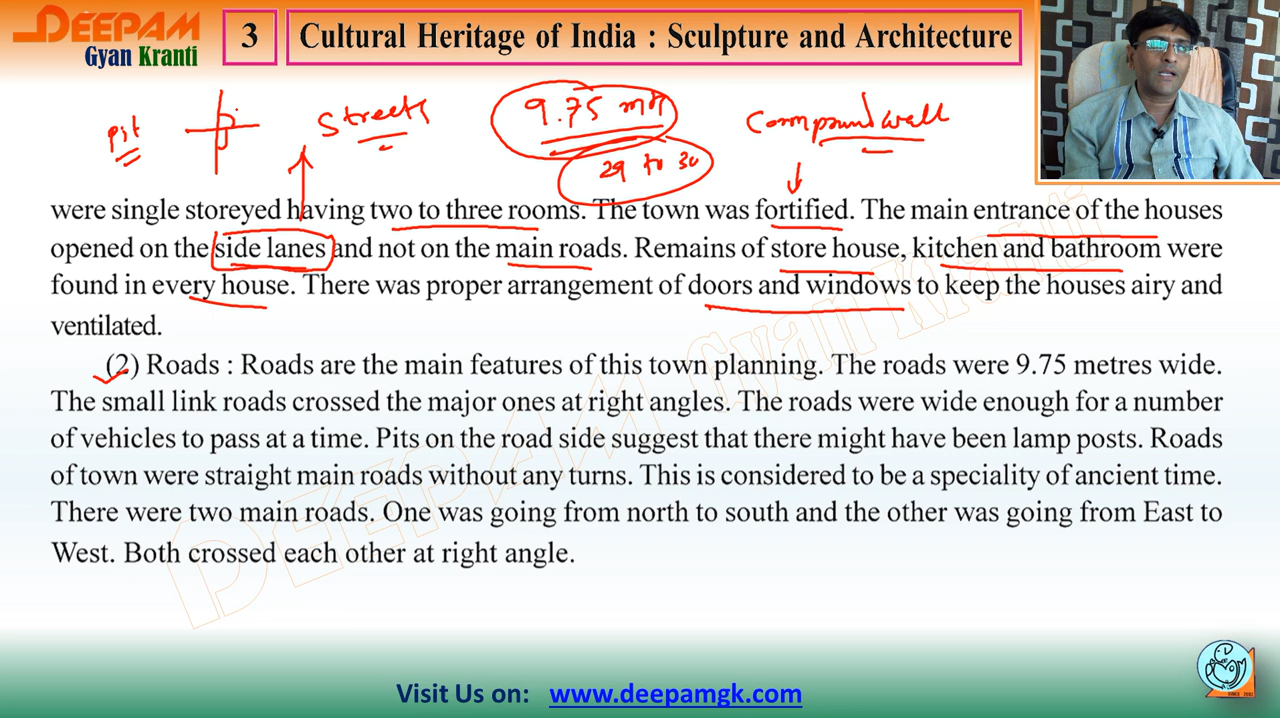 DEEPAM
Gyan Kranti
3
Cultural Heritage of India : Sculpture and Architecture
Pit
Streets
9.75 mtr
29 to 30
Compound wall
were single storeyed having two to three rooms. The town was fortified. The main entrance of the houses
opened on the side lanes and not on the main roads. Remains of store house, kitchen and bathroom were
found in every house. There was proper arrangement of doors and windows to keep the houses airy and
ventilated.
(2) Roads : Roads are the main features of this town planning. The roads were 9.75 metres wide.
The small link roads crossed the major ones at right angles. The roads were wide enough for a number
of vehicles to pass at a time. Pits on the road side suggest that there might have been lamp posts. Roads
of town were straight main roads without any turns. This is considered to be a speciality of ancient time.
There were two main roads. One was going from north to south and the other was going from East to
West. Both crossed each other at right angle.
DEEPAM Gyan Kranti
Visit Us on: www.deepamgk.com